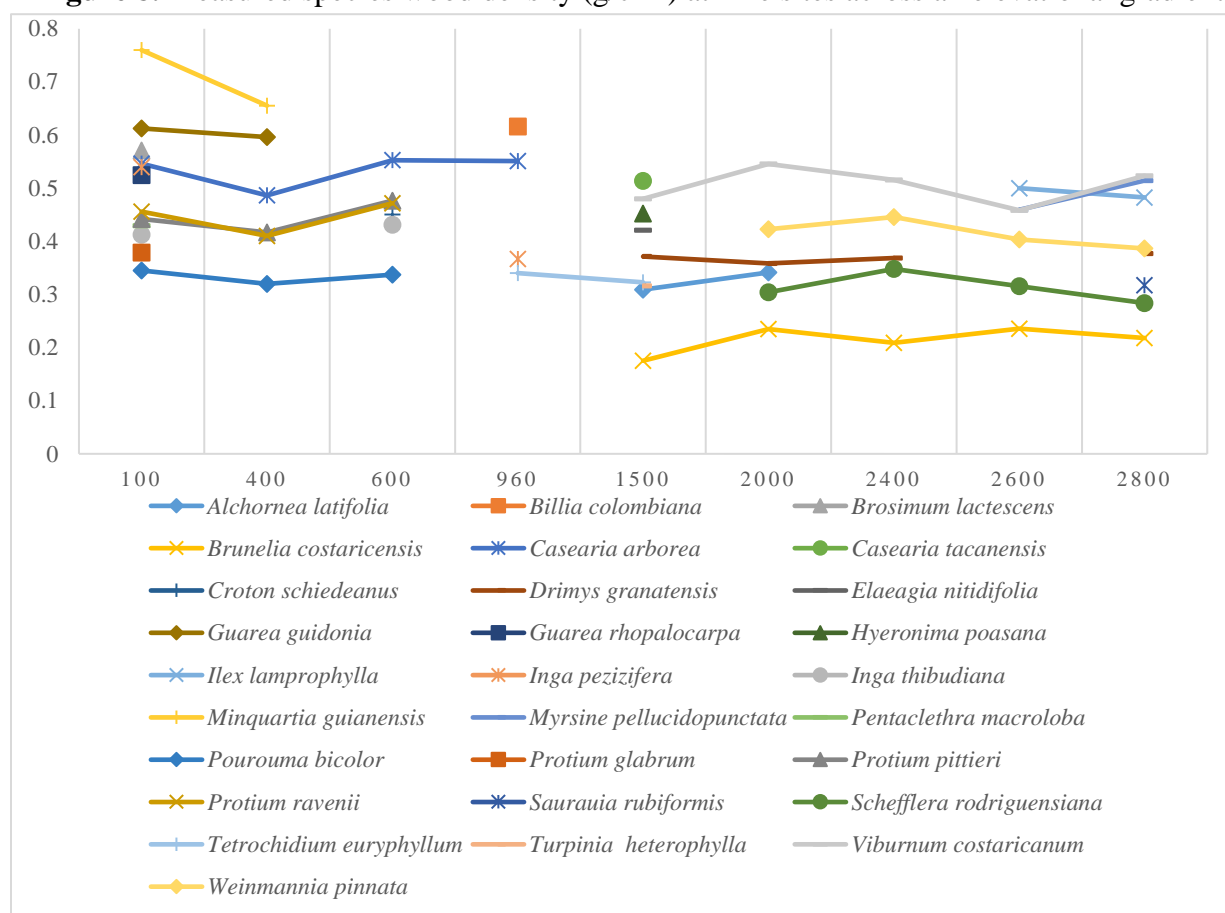 Measured species wood density
0.8
0.7
0.6
0.5
0.4
0.3
0.2
0.1
0
100 400 600 960 1500 2000 2400 2600 2800
Alchornea latifolia Billia colombiana Brosimum lactescens
Brunelia costaricensis Casearia arborea Casearia tacanensis
Croton schiedeanus Drimys granatensis Elaeagia nitidifolia
Guarea guidonia Guarea rhopalocarpa Hyeronima poasana
Ilex lamprophylla Inga pezizifera Inga thibudiana
Minquartia guianensis Myrsine pellucidopunctata Pentaclethra macroloba
Pourouma bicolor Protium glabrum Protium pittieri
Protium ravenii Saurauia rubiformis Schefflera rodriguensiana
Tetrochidium euryphyllum Turpinia heterophylla Viburnum costaricanum
Weinmannia pinnata